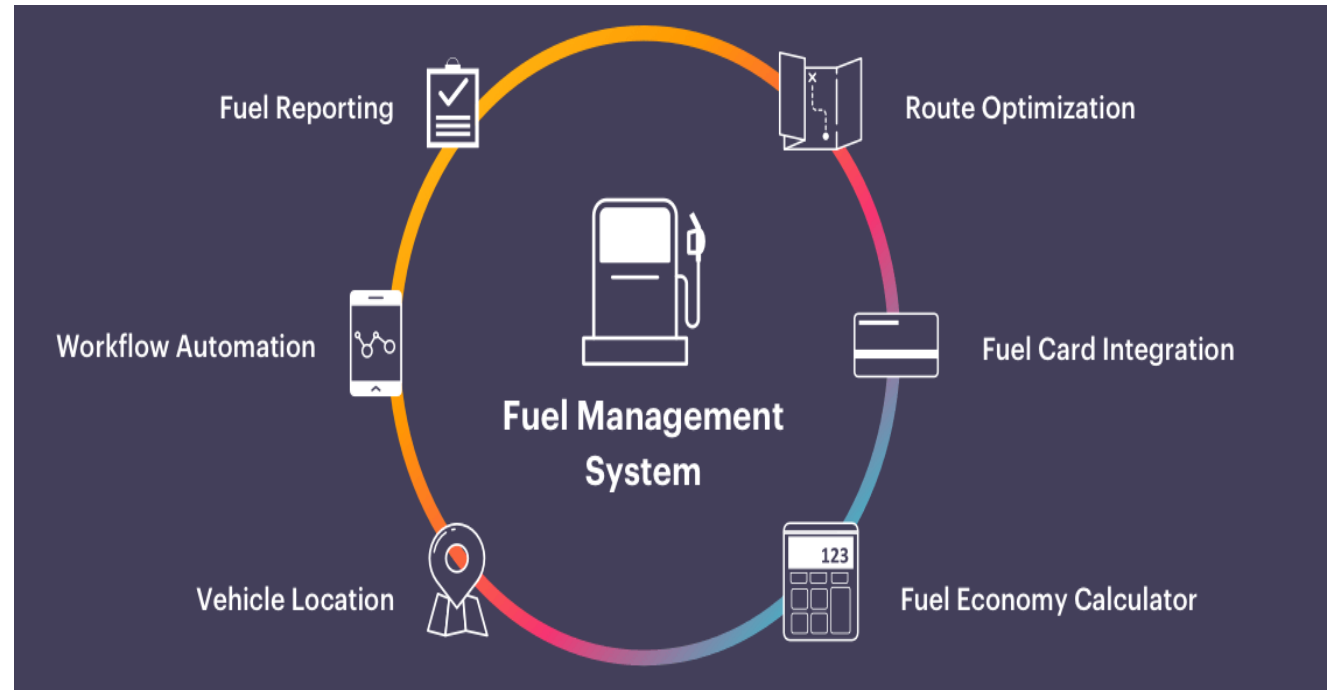 Fuel Reporting
Route Optimization
Workflow Automation
Fuel Card Integration
Fuel Management
System
123
Vehicle Location
Fuel Economy Calculator